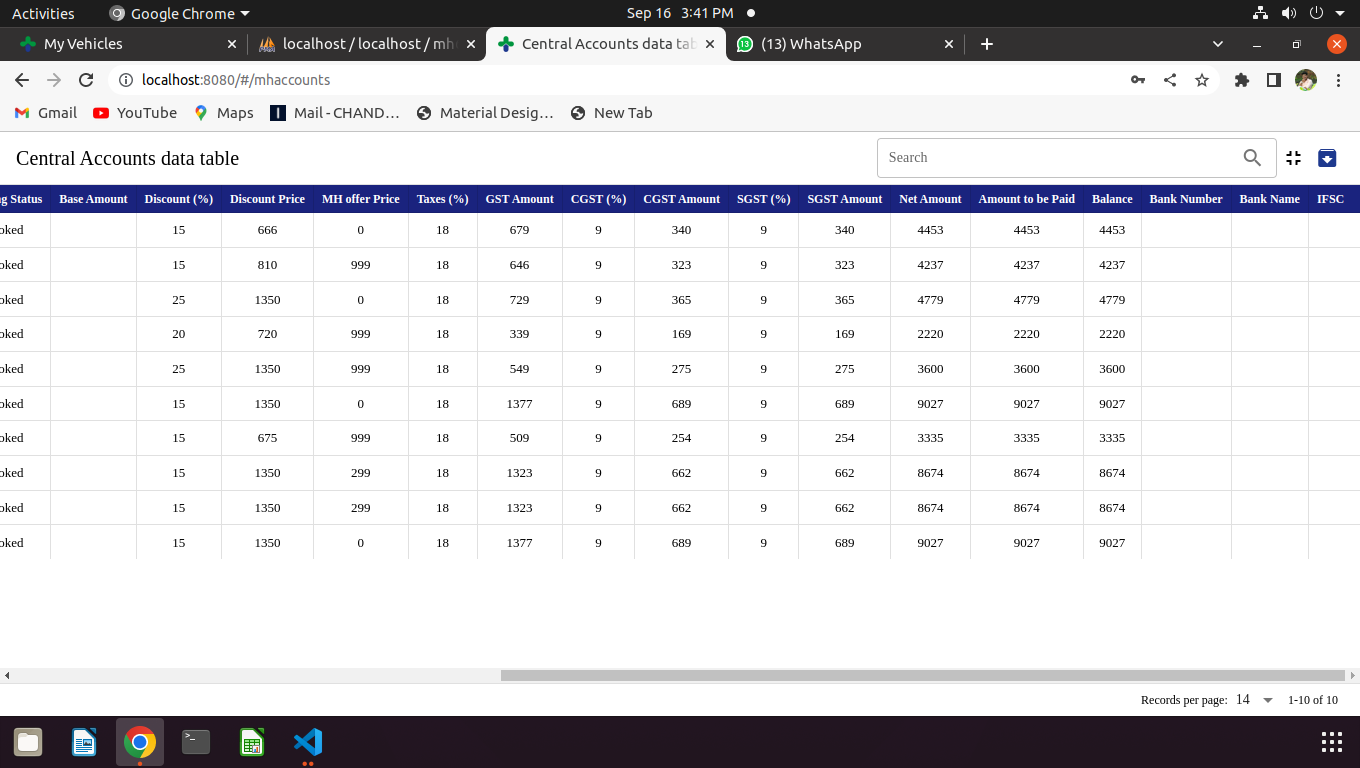 Activities Google Chrome Sep 16 3:41 PM
My Vehicles localhost / localhost / mh Central Accounts data tab (13) WhatsApp
localhost:8080/#/mhaccounts
Gmail YouTube Maps Mail - CHAND... Material Desig... New Tab
Central Accounts data table Search
g Status Base Amount Discount (%) Discount Price MH offer Price Taxes (%) GST Amount CGST (%) CGST Amount SGST (%) SGST Amount Net Amount Amount to be Paid Balance Bank Number Bank Name IFSC
oked 15 666 0 18 679 9 340 9 340 4453 4453 4453
oked 15 810 999 18 646 9 323 9 323 4237 4237 4237
oked 25 1350 0 18 729 9 365 9 365 4779 4779 4779
oked 20 720 999 18 339 9 169 9 169 2220 2220 2220
oked 25 1350 999 18 549 9 275 9 275 3600 3600 3600
oked 15 1350 0 18 1377 9 689 9 689 9027 9027 9027
oked 15 675 999 18 509 9 254 9 254 3335 3335 3335
oked 15 1350 299 18 1323 9 662 9 662 8674 8674 8674
oked 15 1350 299 18 1323 9 662 9 662 8674 8674 8674
oked 15 1350 0 18 1377 9 689 9 689 9027 9027 9027
Records per page: 14 1-10 of 10